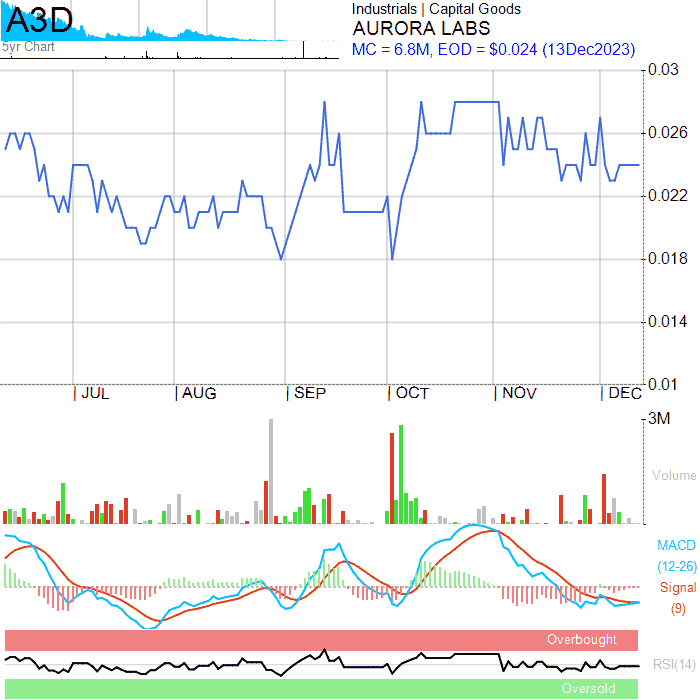 A3D
5yr Chart
Industrials | Capital Goods
AURORA LABS
MC = 6.8M, EOD = $0.024 (13Dec2023)
0.03
0.026
0.022
0.018
0.014
0.01
JUL AUG SEP OCT NOV DEC
3M
Volume
MACD
(12-26)
Signal
(9)
Overbought
RSI(14)
Oversold